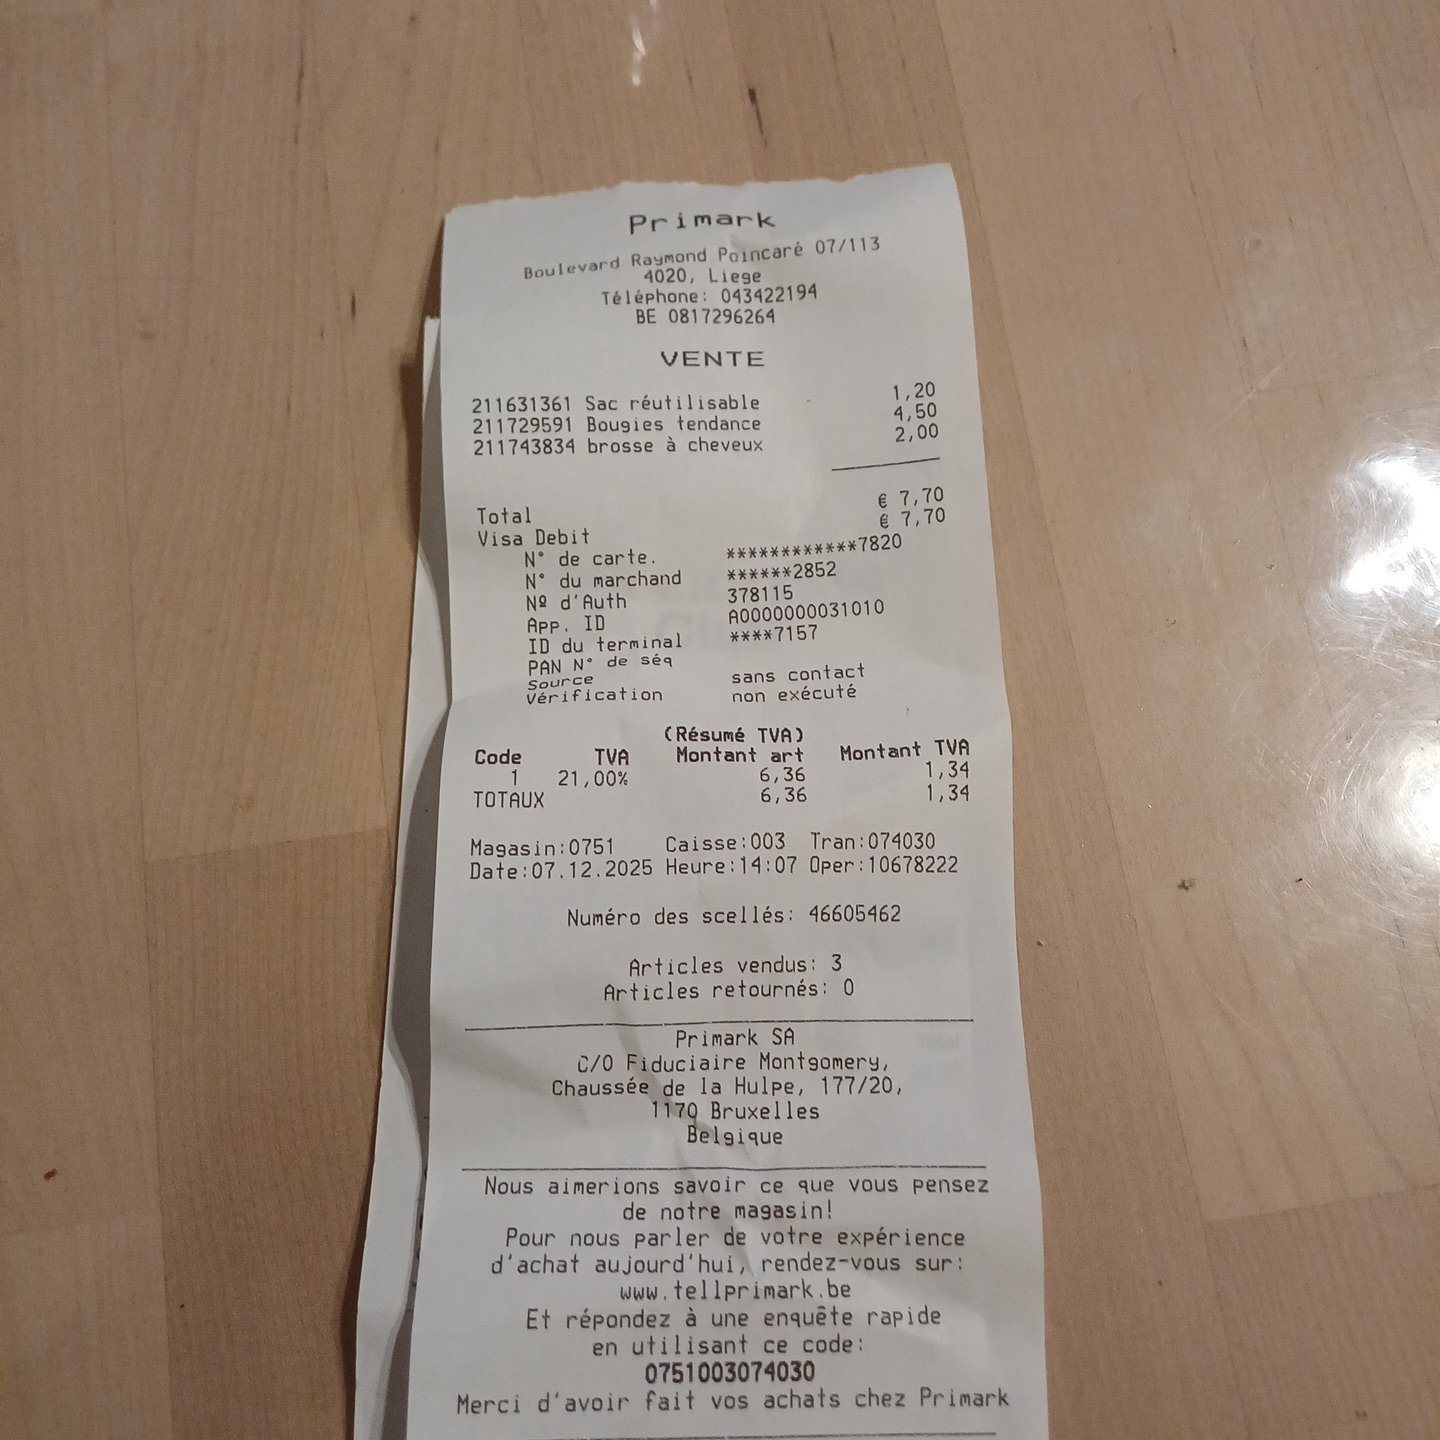 Primark
Boulevard Raymond Poincaré 07/113
4020, Liege
Téléphone: 043422194
BE 0817296264
VENTE
211631361 Sac réutilisable 1,20
211729591 Bougies tendance 4,50
211743834 brosse à cheveux 2,00
Total € 7,70
Visa Debit € 7,70
N° de carte. ************7820
N° du marchand ******2852
Nº d'Auth 378115
App. ID A0000000031010
ID du terminal ****7157
PAN N° de séq
Source sans contact
Vérification non exécuté
(Résumé TVA)
Code TVA Montant art Montant TVA
1 21,00% 6,36 1,34
TOTAUX 6,36 1,34
Magasin:0751 Caisse:003 Tran:074030
Date:07.12.2025 Heure:14:07 Oper:10678222
Numéro des scellés: 46605462
Articles vendus: 3
Articles retournés: 0
Primark SA
C/O Fiduciaire Montgomery,
Chaussée de la Hulpe, 177/20,
1170 Bruxelles
Belgique
Nous aimerions savoir ce que vous pensez
de notre magasin!
Pour nous parler de votre expérience
d'achat aujourd'hui, rendez-vous sur:
www.tellprimark.be
Et répondez à une enquête rapide
en utilisant ce code:
0751003074030
Merci d'avoir fait vos achats chez Primark